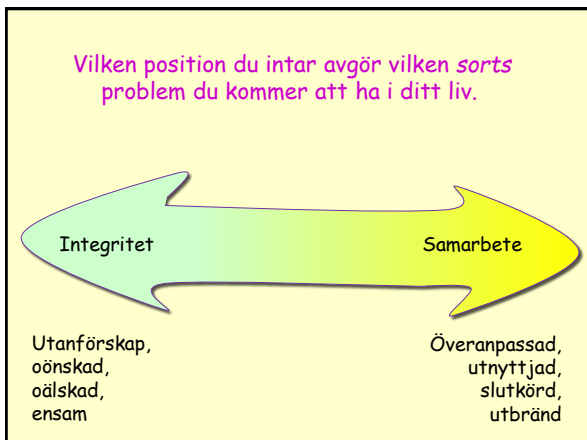 Vilken position du intar avgör vilken sorts
problem du kommer att ha i ditt liv.
Integritet
Samarbete
Utanförskap,
oönskad,
oälskad,
ensam
Överanpassad,
utnyttjad,
slutkörd,
utbränd